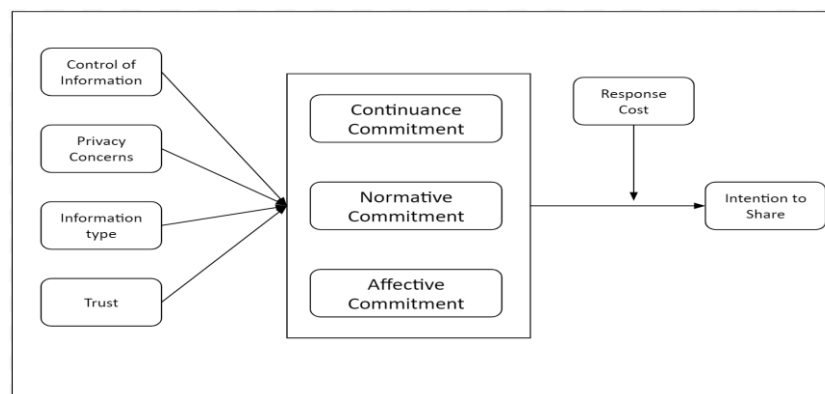 Control of
Information
Privacy
Concerns
Information
type
Trust
Continuance
Commitment
Normative
Commitment
Affective
Commitment
Response
Cost
Intention to
Share